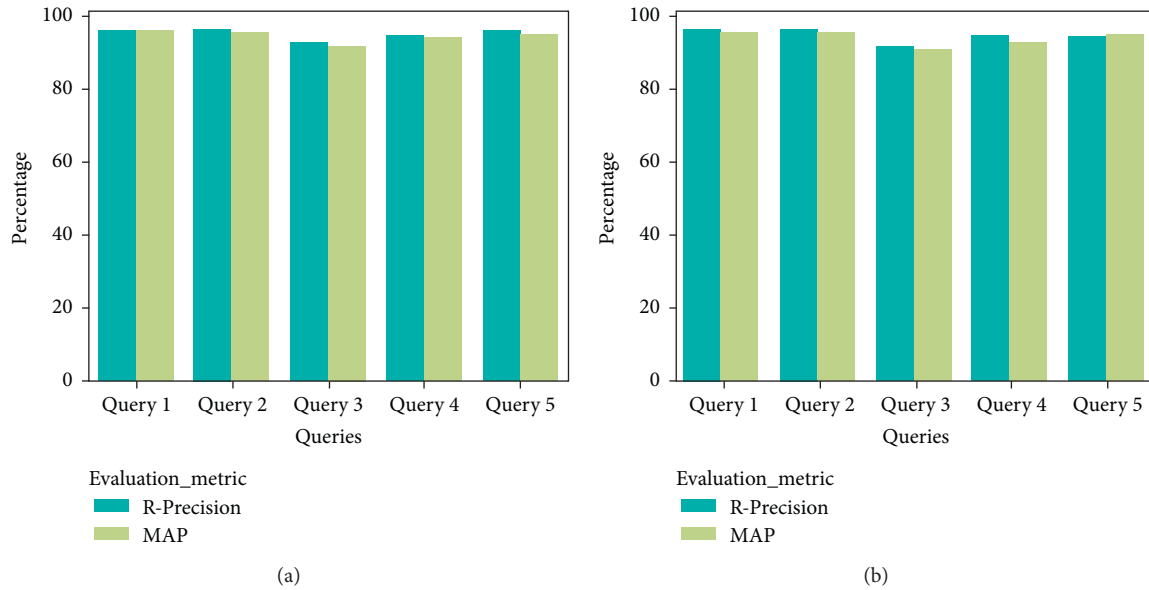 100
80
60
40
20
0
Percentage
Query 1 Query 2 Query 3 Query 4 Query 5
Queries
Evaluation_metric
R-Precision
MAP
(a)
100
80
60
40
20
0
Percentage
Query 1 Query 2 Query 3 Query 4 Query 5
Queries
Evaluation_metric
R-Precision
MAP
(b)